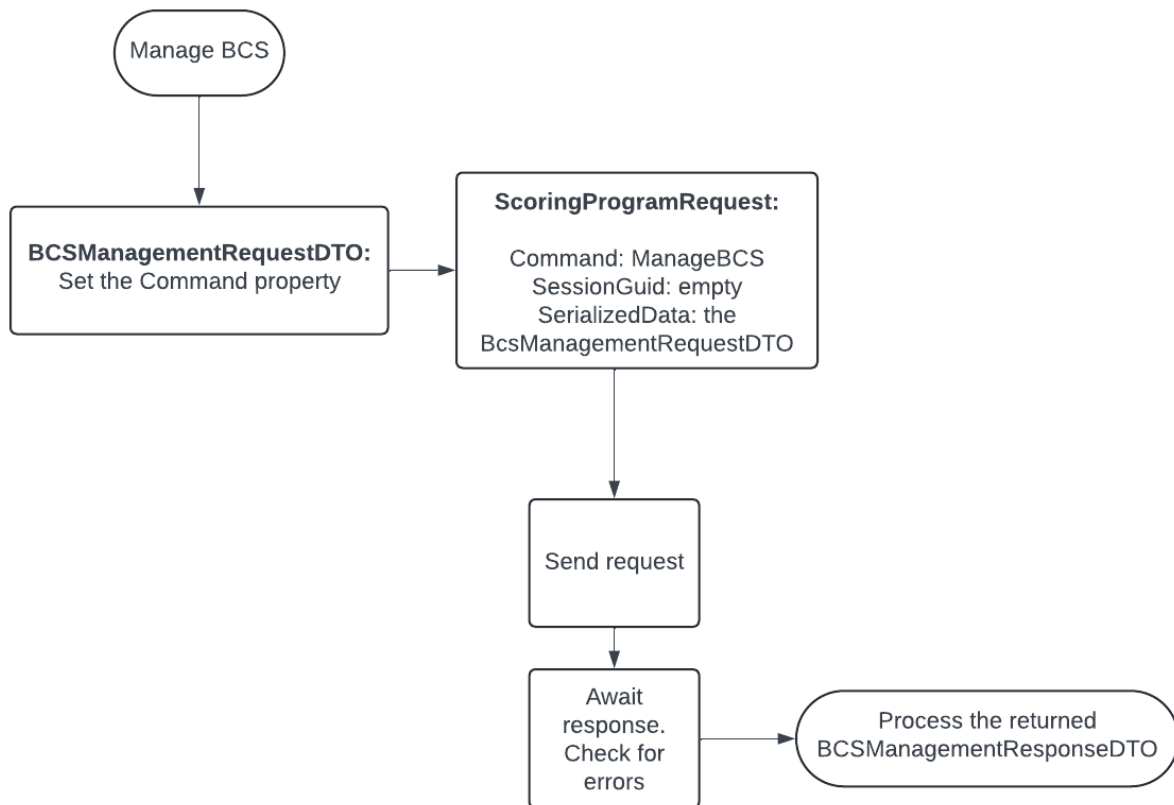 Manage BCS
BCSManagementRequestDTO:
Set the Command property
ScoringProgramRequest:
Command: ManageBCS
SessionGuid: empty
SerializedData: the
BcsManagementRequestDTO
Send request
Await
response.
Check for
errors
Process the returned
BCSManagementResponseDTO